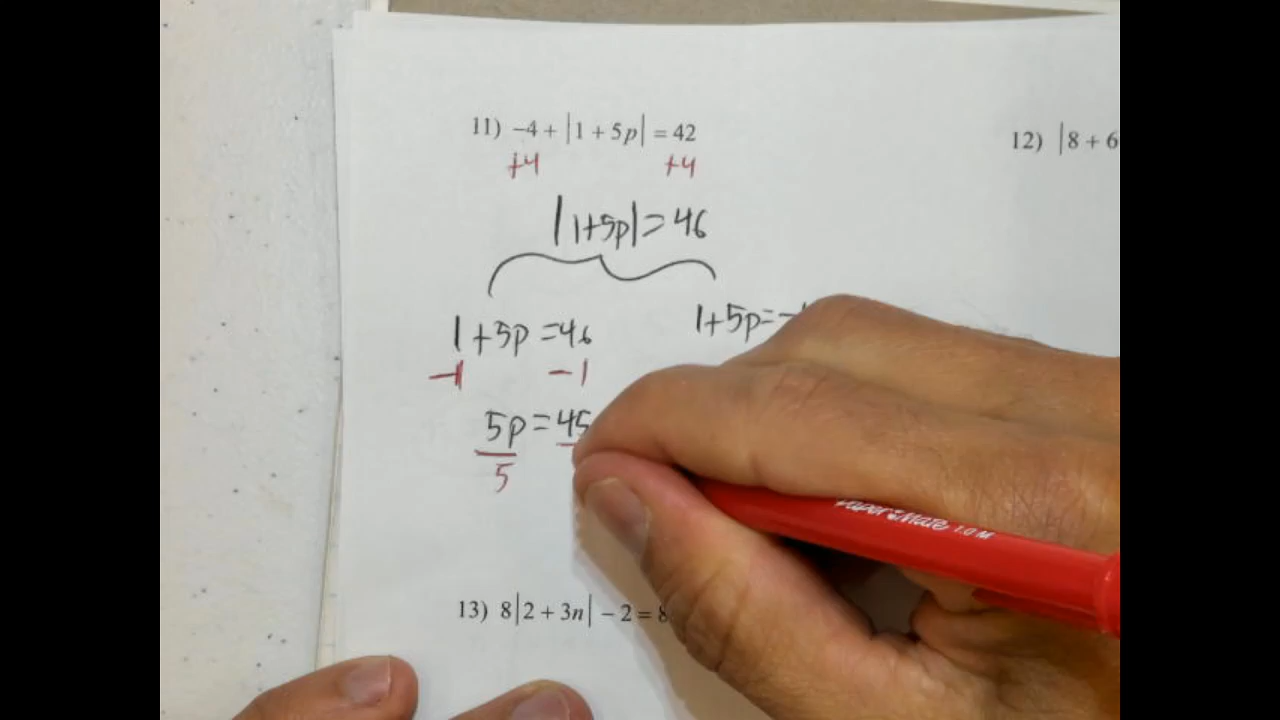 11) −4 + |1 + 5p| = 42
12) |8 + 6
+4 +4
|1+5p| = 46
1 + 5p = 46
1+5p=-
-1 -1
5p = 45
5
Paper Mate 1.0 M
13) 8|2 + 3n| − 2 = 8